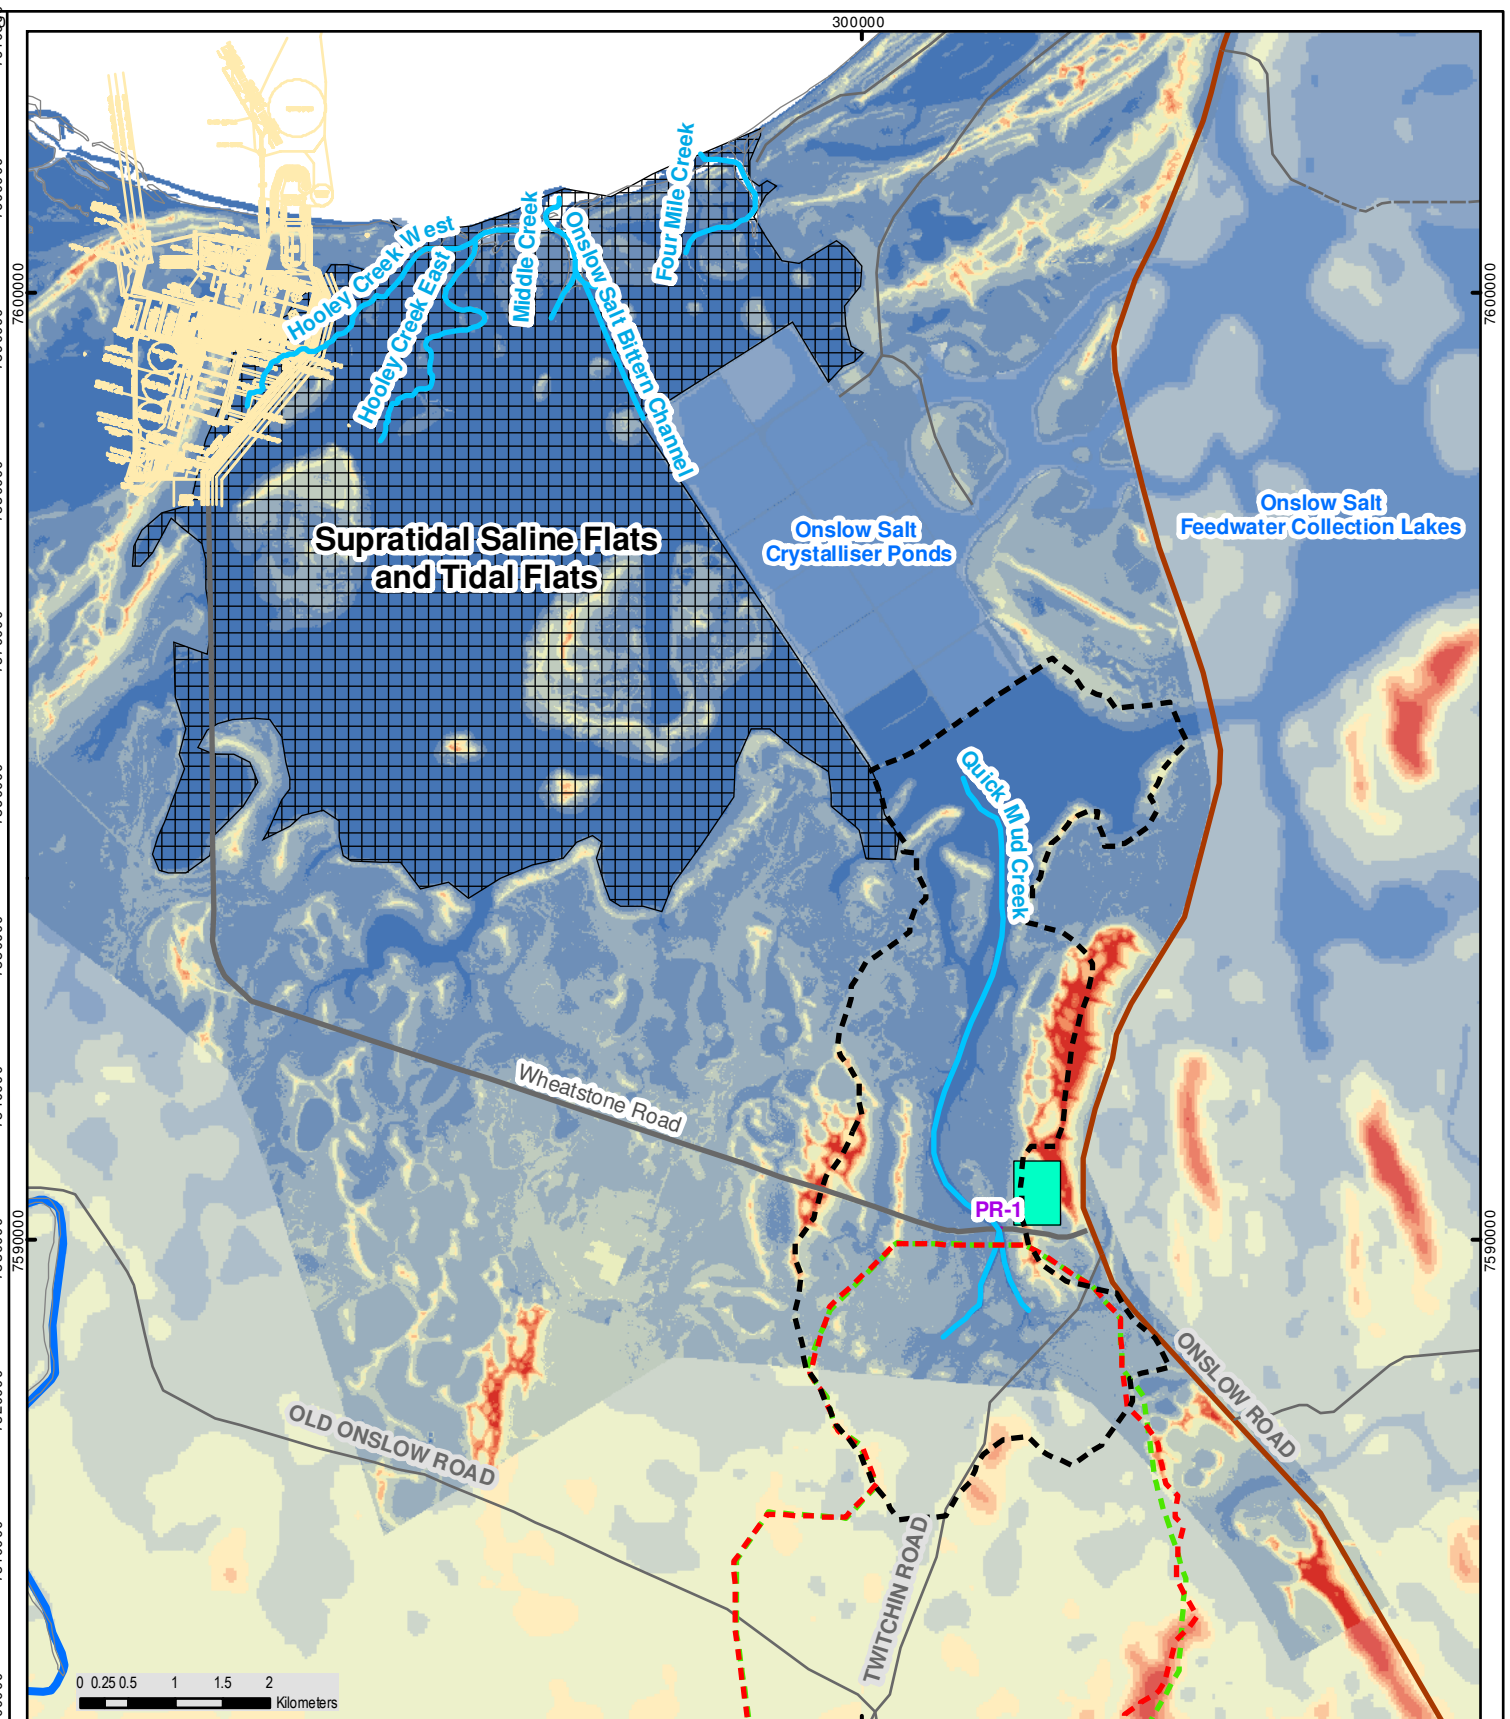 300000
7600000
7600000
Four Mile Creek
Middle Creek
Hooley Creek West
Hooley Creek East
Onslow Salt Bittern Channel
Supratidal Saline Flats
and Tidal Flats
Onslow Salt
Crystalliser Ponds
Onslow Salt
Feedwater Collection Lakes
Quick Mud Creek
Wheatstone Road
PR-1
7590000
7590000
ONSLOW ROAD
OLD ONSLOW ROAD
TWITCHIN ROAD
0 0.25 0.5 1 1.5 2
Kilometers